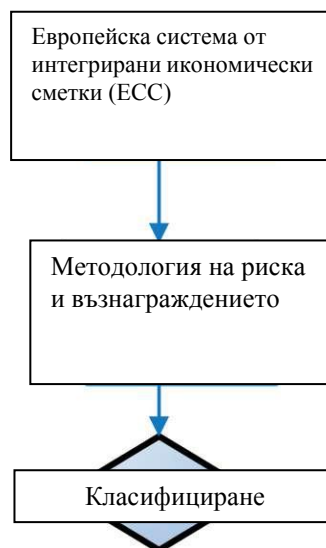 Европейска система от
интегрирани икономически
сметки (ЕСС)
Методология на риска
и възнаграждението
Класифициране